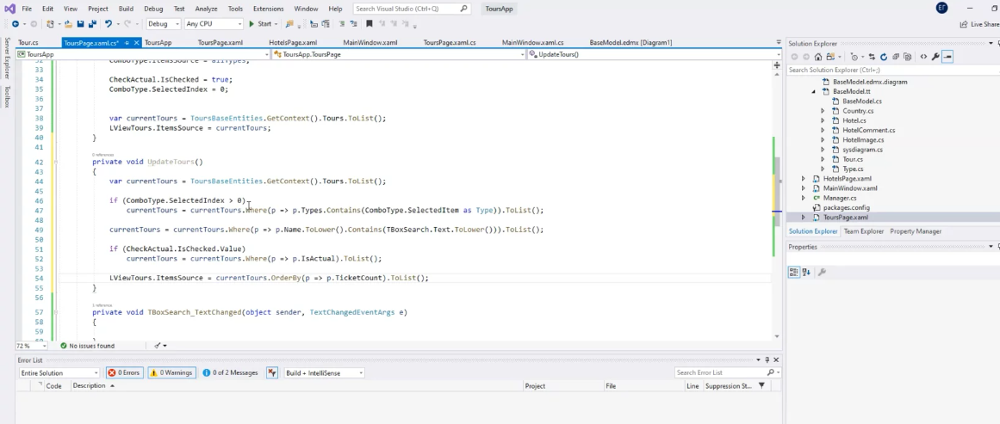 File Edit View Git Project Build Debug Test Analyze Tools Extensions Window Help Search Visual Studio (Ctrl+Q) ToursApp ЕГ
Debug Any CPU Start Live Share
Tour.cs ToursPage.xaml.cs* ToursApp ToursPage.xaml HotelsPage.xaml MainWindow.xaml ToursPage.xaml.cs MainWindow.xaml.cs BaseModel.edmx [Diagram1]
ToursApp ToursApp.ToursPage UpdateTours()
Server Explorer
Toolbox
32 ComboType.ItemsSource = allTypes;
33
34 CheckActual.IsChecked = true;
35 ComboType.SelectedIndex = 0;
36
37
38 var currentTours = ToursBaseEntities.GetContext().Tours.ToList();
39 LViewTours.ItemsSource = currentTours;
40 }
41
0 references
42 private void UpdateTours()
43 {
44 var currentTours = ToursBaseEntities.GetContext().Tours.ToList();
45
46 if (ComboType.SelectedIndex > 0)
47 currentTours = currentTours.Where(p => p.Types.Contains(ComboType.SelectedItem as Type)).ToList();
48
49 currentTours = currentTours.Where(p => p.Name.ToLower().Contains(TBoxSearch.Text.ToLower())).ToList();
50
51 if (CheckActual.IsChecked.Value)
52 currentTours = currentTours.Where(p => p.IsActual).ToList();
53
54 LViewTours.ItemsSource = currentTours.OrderBy(p => p.TicketCount).ToList();
55 }
56
1 reference
57 private void TBoxSearch_TextChanged(object sender, TextChangedEventArgs e)
58 {
59
72 % No issues found
Error List
Entire Solution 0 Errors 0 Warnings 0 of 2 Messages Build + IntelliSense Search Error List
Code Description Project File Line Suppression St...
Solution Explorer
Search Solution Explorer (Ctrl+;)
BaseModel.edmx.diagram
BaseModel.tt
BaseModel.cs
Country.cs
Hotel.cs
HotelComment.cs
HotelImage.cs
sysdiagram.cs
Tour.cs
Type.cs
HotelsPage.xaml
MainWindow.xaml
Manager.cs
packages.config
ToursPage.xaml
Solution Explorer Team Explorer Property Manager
Properties